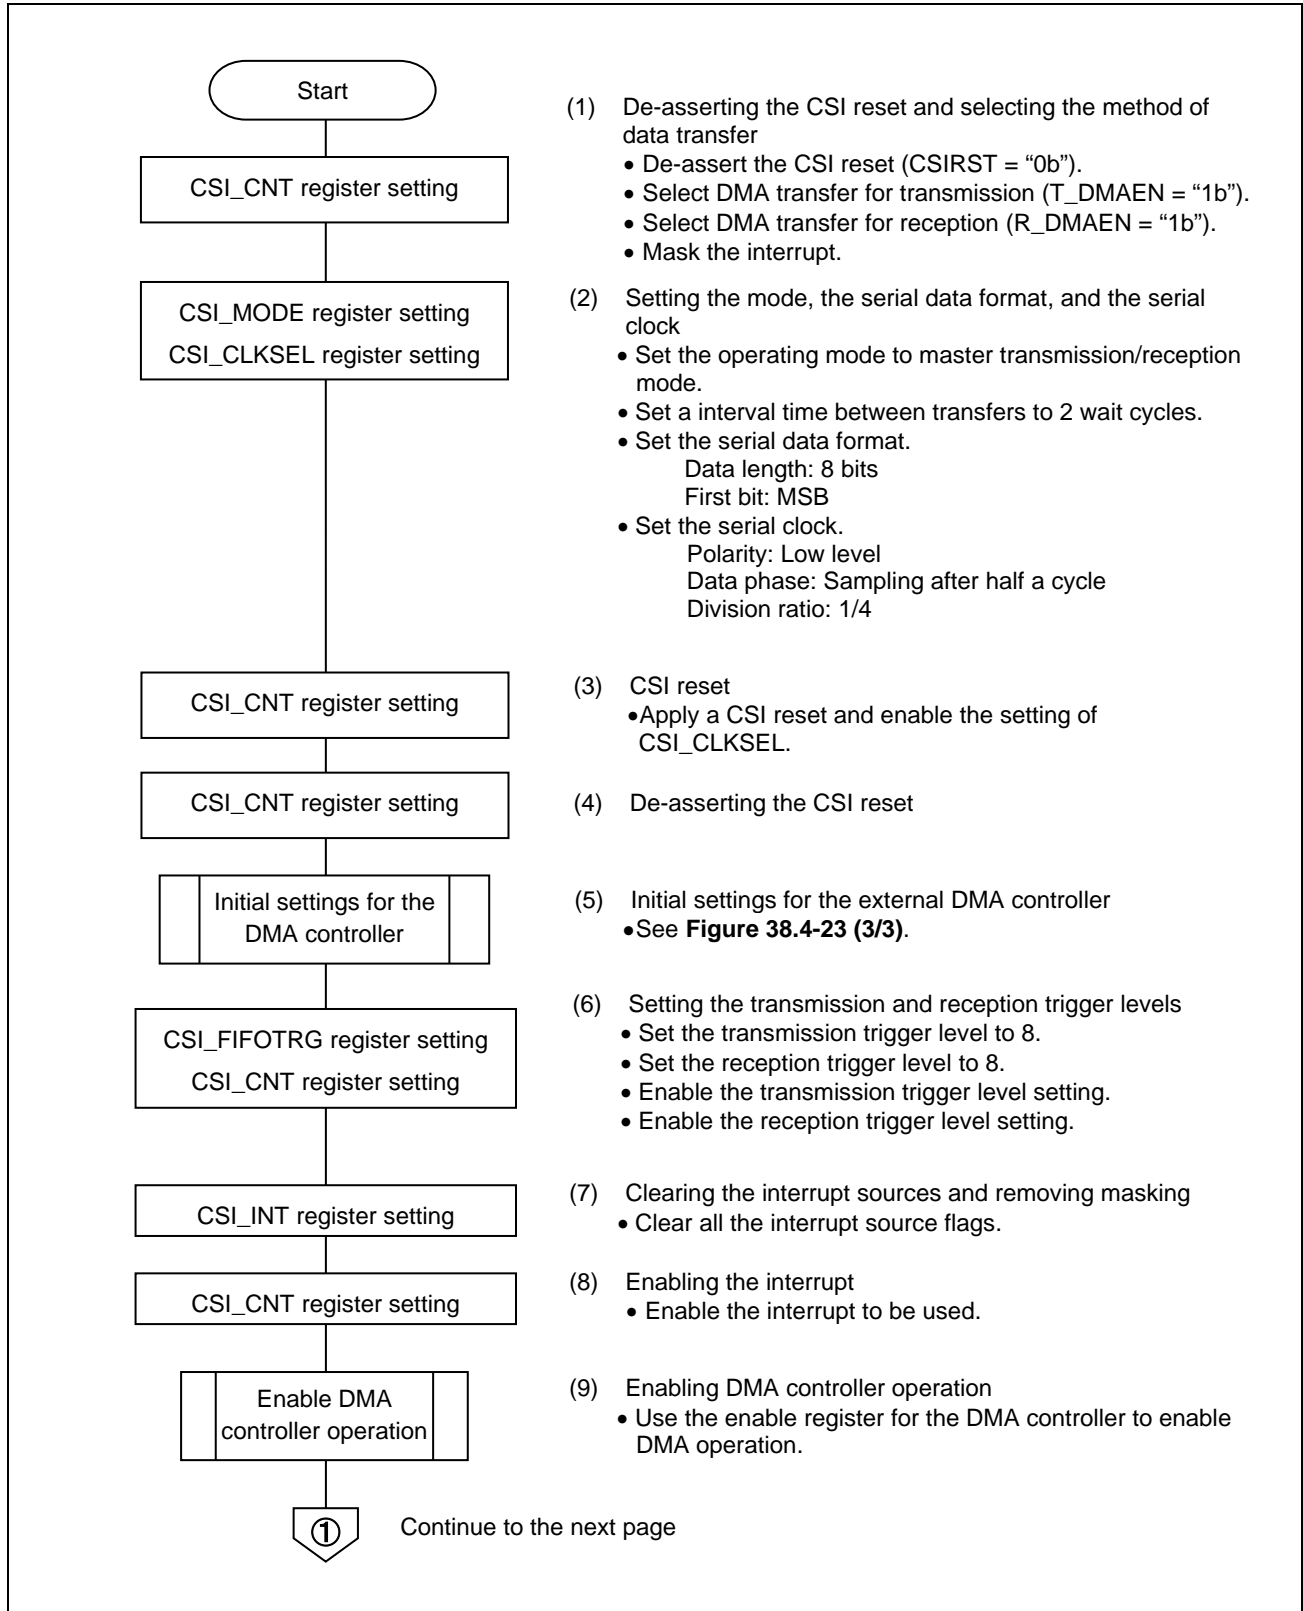 Start
(1) De-asserting the CSI reset and selecting the method of
data transfer
• De-assert the CSI reset (CSIRST = “0b”).
CSI_CNT register setting
• Select DMA transfer for transmission (T_DMAEN = “1b”).
• Select DMA transfer for reception (R_DMAEN = “1b”).
• Mask the interrupt.
CSI_MODE register setting
CSI_CLKSEL register setting
(2) Setting the mode, the serial data format, and the serial
clock
• Set the operating mode to master transmission/reception
mode.
• Set a interval time between transfers to 2 wait cycles.
• Set the serial data format.
Data length: 8 bits
First bit: MSB
• Set the serial clock.
Polarity: Low level
Data phase: Sampling after half a cycle
Division ratio: 1/4
CSI_CNT register setting
(3) CSI reset
•Apply a CSI reset and enable the setting of
CSI_CLKSEL.
CSI_CNT register setting
(4) De-asserting the CSI reset
Initial settings for the
DMA controller
(5) Initial settings for the external DMA controller
•See Figure 38.4-23 (3/3).
CSI_FIFOTRG register setting
CSI_CNT register setting
(6) Setting the transmission and reception trigger levels
• Set the transmission trigger level to 8.
• Set the reception trigger level to 8.
• Enable the transmission trigger level setting.
• Enable the reception trigger level setting.
CSI_INT register setting
(7) Clearing the interrupt sources and removing masking
• Clear all the interrupt source flags.
CSI_CNT register setting
(8) Enabling the interrupt
• Enable the interrupt to be used.
Enable DMA
controller operation
(9) Enabling DMA controller operation
• Use the enable register for the DMA controller to enable
DMA operation.
① Continue to the next page